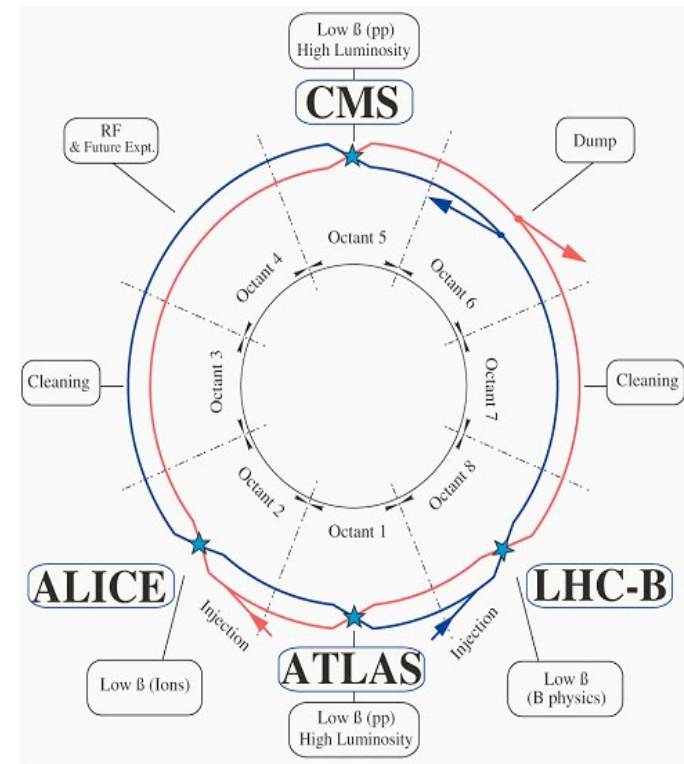 Low ß (pp)
High Luminosity
CMS
RF
& Future Expt.
Dump
Octant 5
Octant 4
Octant 6
Octant 3
Octant 7
Cleaning
Cleaning
Octant 2
Octant 8
Octant 1
ALICE
LHC-B
Injection
Injection
ATLAS
Low ß (Ions)
Low ß
(B physics)
Low ß (pp)
High Luminosity